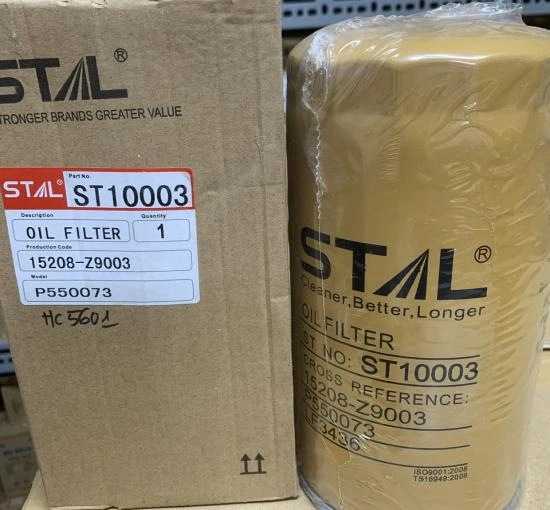 STAL®
STRONGER BRANDS GREATER VALUE
STAL
Part No.
ST10003
Description
Quantity
OIL FILTER
1
Production Code
15208-Z9003
Model
P550073
HC5601
STAL®
Cleaner,Better,Longer
OIL FILTER
ST NO: ST10003
CROSS REFERENCE:
15208-Z9003
P550073
LF3436
ISO9001:2008
TS16949:2009